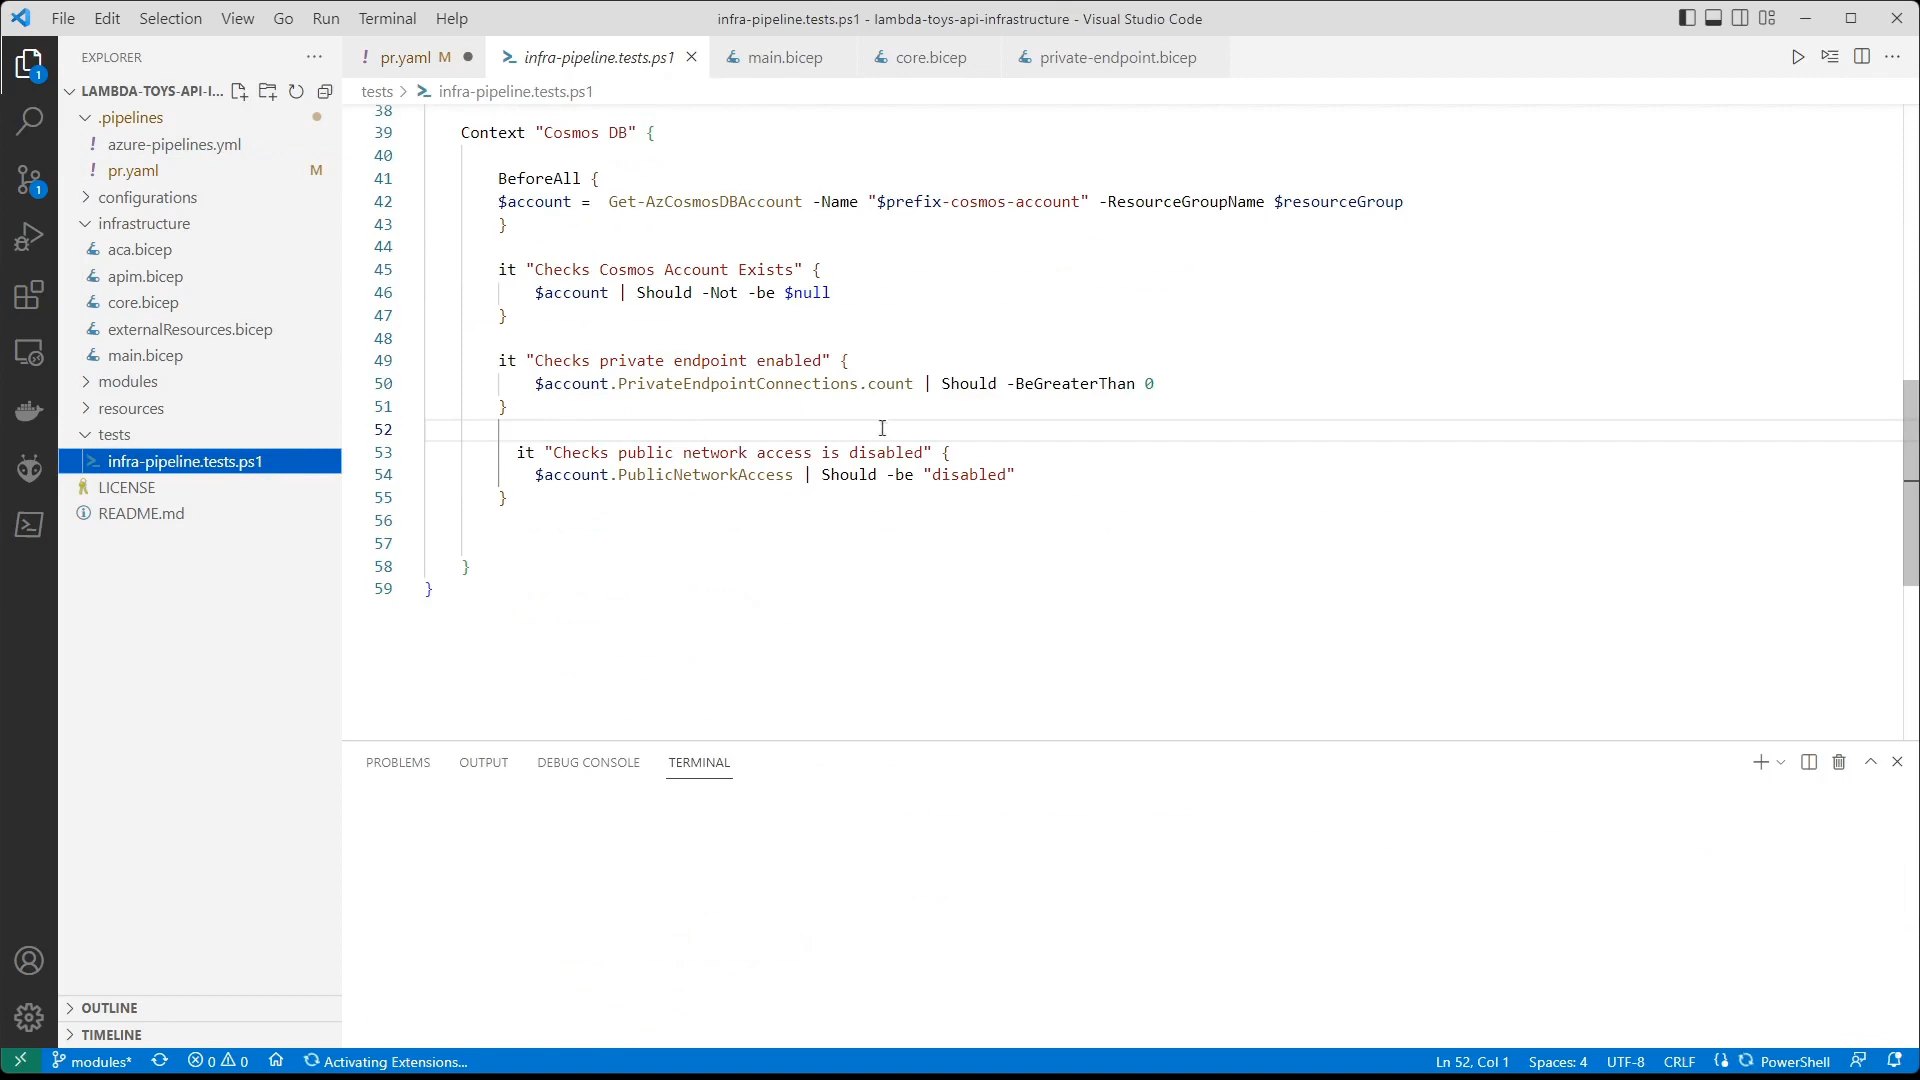 File Edit Selection View Go Run Terminal Help
infra-pipeline.tests.ps1 - lambda-toys-api-infrastructure - Visual Studio Code
EXPLORER
LAMBDA-TOYS-API-I...
.pipelines
azure-pipelines.yml
pr.yaml M
configurations
infrastructure
aca.bicep
apim.bicep
core.bicep
externalResources.bicep
main.bicep
modules
resources
tests
infra-pipeline.tests.ps1
LICENSE
README.md
OUTLINE
TIMELINE
1
1
pr.yaml M infra-pipeline.tests.ps1 main.bicep core.bicep private-endpoint.bicep
tests > infra-pipeline.tests.ps1
38
39 Context "Cosmos DB" {
40
41 BeforeAll {
42 $account = Get-AzCosmosDBAccount -Name "$prefix-cosmos-account" -ResourceGroupName $resourceGroup
43 }
44
45 it "Checks Cosmos Account Exists" {
46 $account | Should -Not -be $null
47 }
48
49 it "Checks private endpoint enabled" {
50 $account.PrivateEndpointConnections.count | Should -BeGreaterThan 0
51 }
52
53 it "Checks public network access is disabled" {
54 $account.PublicNetworkAccess | Should -be "disabled"
55 }
56
57
58 }
59 }
PROBLEMS OUTPUT DEBUG CONSOLE TERMINAL
modules* 0 0 Activating Extensions... Ln 52, Col 1 Spaces: 4 UTF-8 CRLF PowerShell